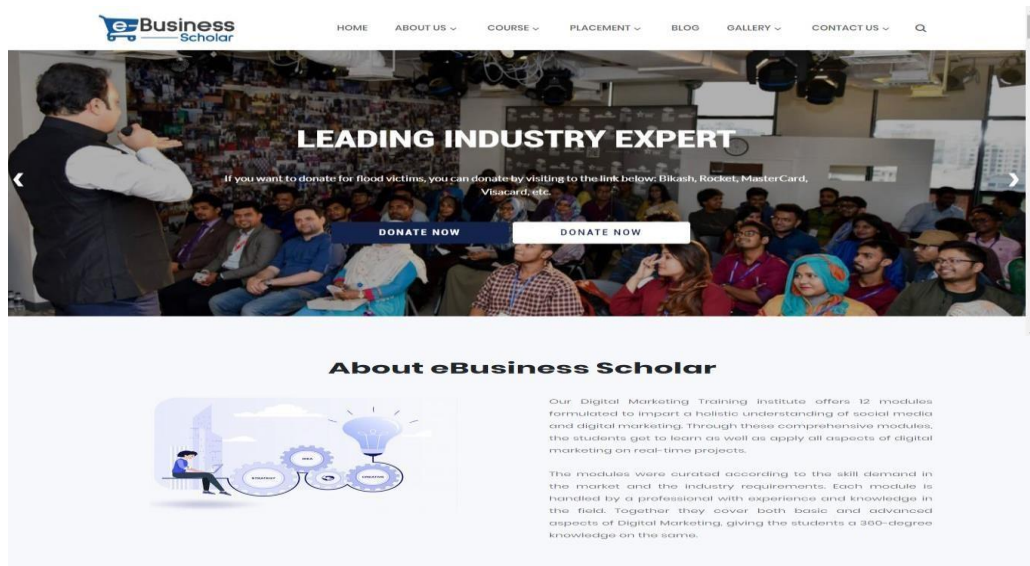 e-Business
Scholar
HOME ABOUT US COURSE PLACEMENT BLOG GALLERY CONTACT US
LEADING INDUSTRY EXPERT
If you want to donate for flood victims, you can donate by visiting to the link below: Bikash, Rocket, MasterCard,
Visacard, etc.
DONATE NOW DONATE NOW
About eBusiness Scholar
Our Digital Marketing Training institute offers 12 modules
formulated to impart a holistic understanding of social media
and digital marketing. Through these comprehensive modules,
the students get to learn as well as apply all aspects of digital
marketing on real-time projects.
The modules were curated according to the skill demand in
the market and the industry requirements. Each module is
handled by a professional with experience and knowledge in
the field. Together they cover both basic and advanced
aspects of Digital Marketing, giving the students a 360-degree
knowledge on the same.
IDEA
STRATEGY
CREATIVE